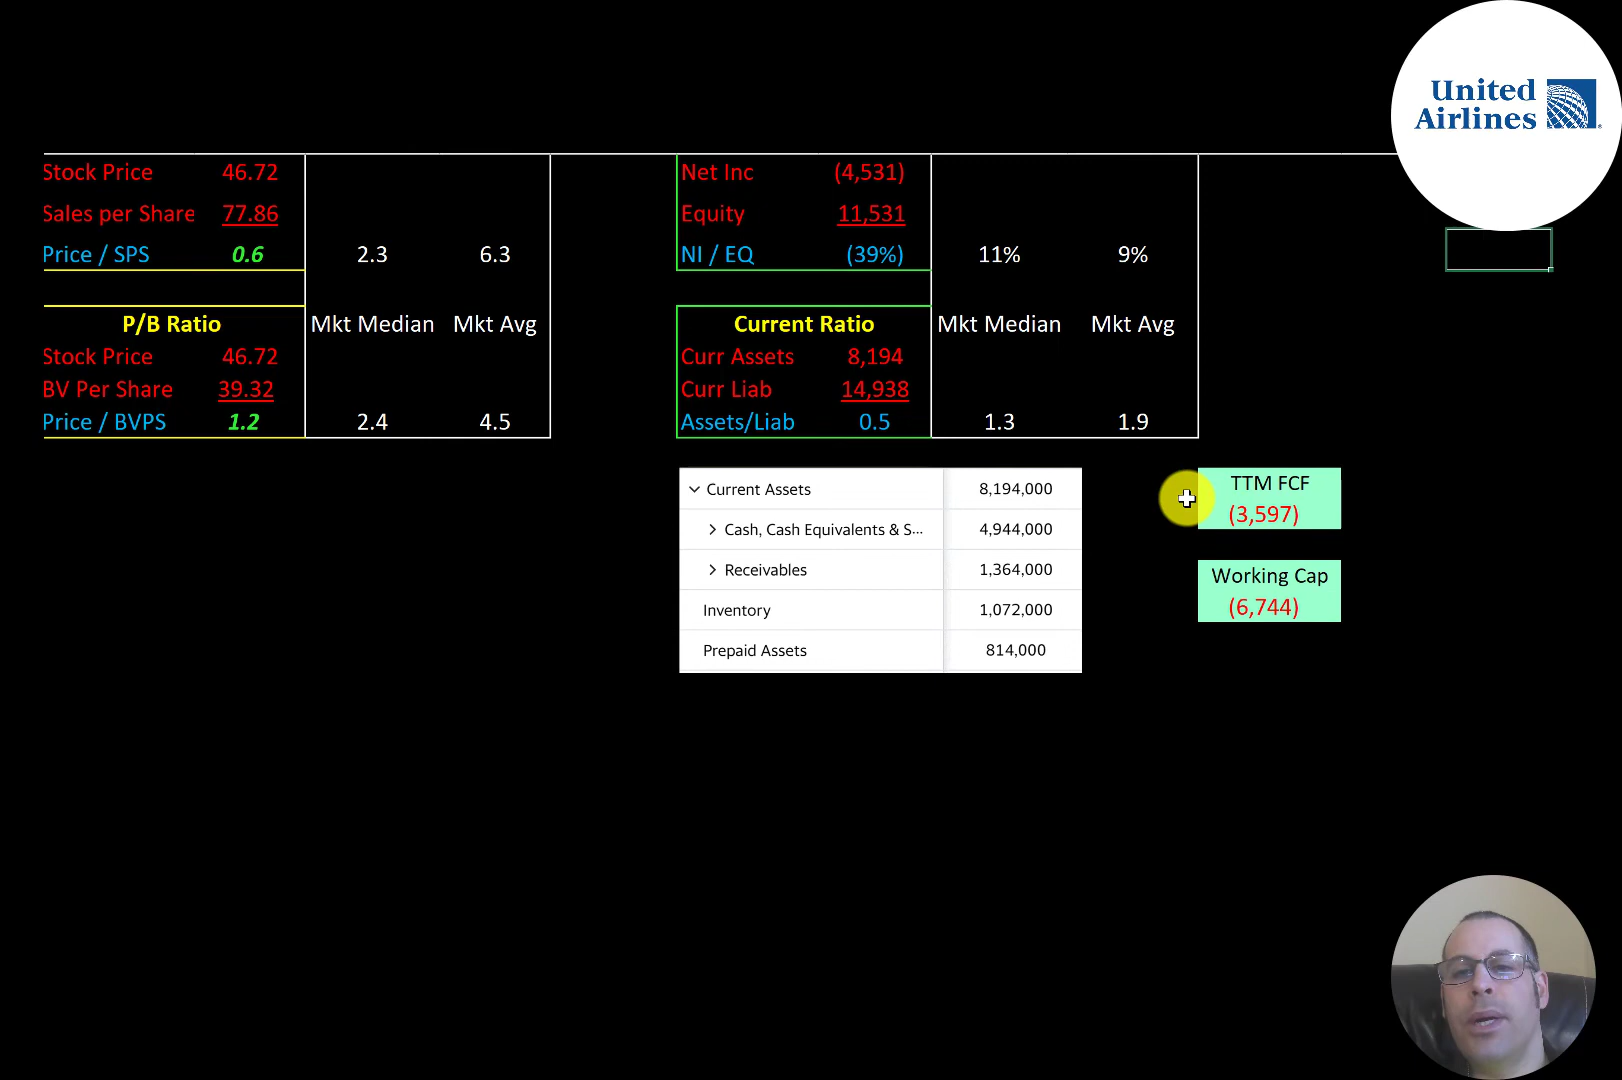 United
Airlines
Stock Price 46.72
Sales per Share 77.86
Price / SPS 0.6 2.3 6.3
P/B Ratio Mkt Median Mkt Avg
Stock Price 46.72
BV Per Share 39.32
Price / BVPS 1.2 2.4 4.5
Net Inc (4,531)
Equity 11,531
NI / EQ (39%) 11% 9%
Current Ratio Mkt Median Mkt Avg
Curr Assets 8,194
Curr Liab 14,938
Assets/Liab 0.5 1.3 1.9
Current Assets 8,194,000
Cash, Cash Equivalents & S... 4,944,000
Receivables 1,364,000
Inventory 1,072,000
Prepaid Assets 814,000
TTM FCF
(3,597)
Working Cap
(6,744)